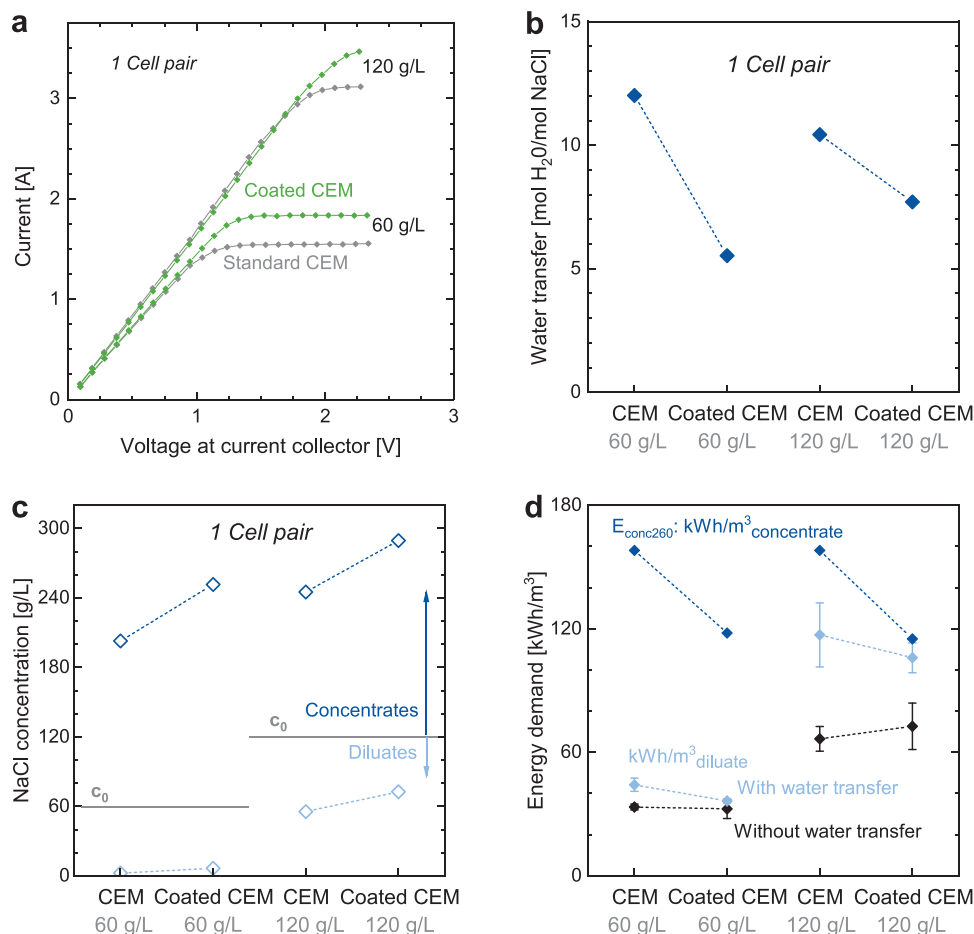 a
1 Cell pair
120 g/L
Coated CEM
60 g/L
Standard CEM
Current [A]
0
1
2
3
0
1
2
3
Voltage at current collector [V]
b
1 Cell pair
Water transfer [mol H₂0/mol NaCl]
15
10
5
0
CEM Coated CEM CEM Coated CEM
60 g/L 60 g/L 120 g/L 120 g/L
c
1 Cell pair
NaCl concentration [g/L]
300
240
180
120
60
0
c₀
c₀
Concentrates
Diluates
CEM Coated CEM CEM Coated CEM
60 g/L 60 g/L 120 g/L 120 g/L
d
E_conc260: kWh/m³ concentrate
Energy demand [kWh/m³]
180
120
60
0
kWh/m³ diluate
With water transfer
Without water transfer
CEM Coated CEM CEM Coated CEM
60 g/L 60 g/L 120 g/L 120 g/L